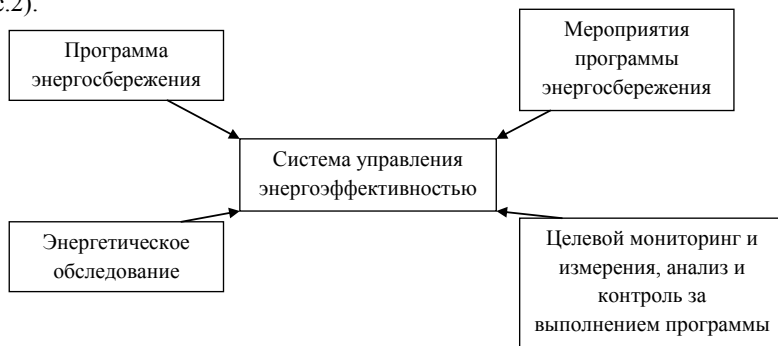 с.2).
Программа
энергосбережения
Мероприятия
программы
энергосбережения
Система управления
энергоэффективностью
Энергетическое
обследование
Целевой мониторинг и
измерения, анализ и
контроль за
выполнением программы